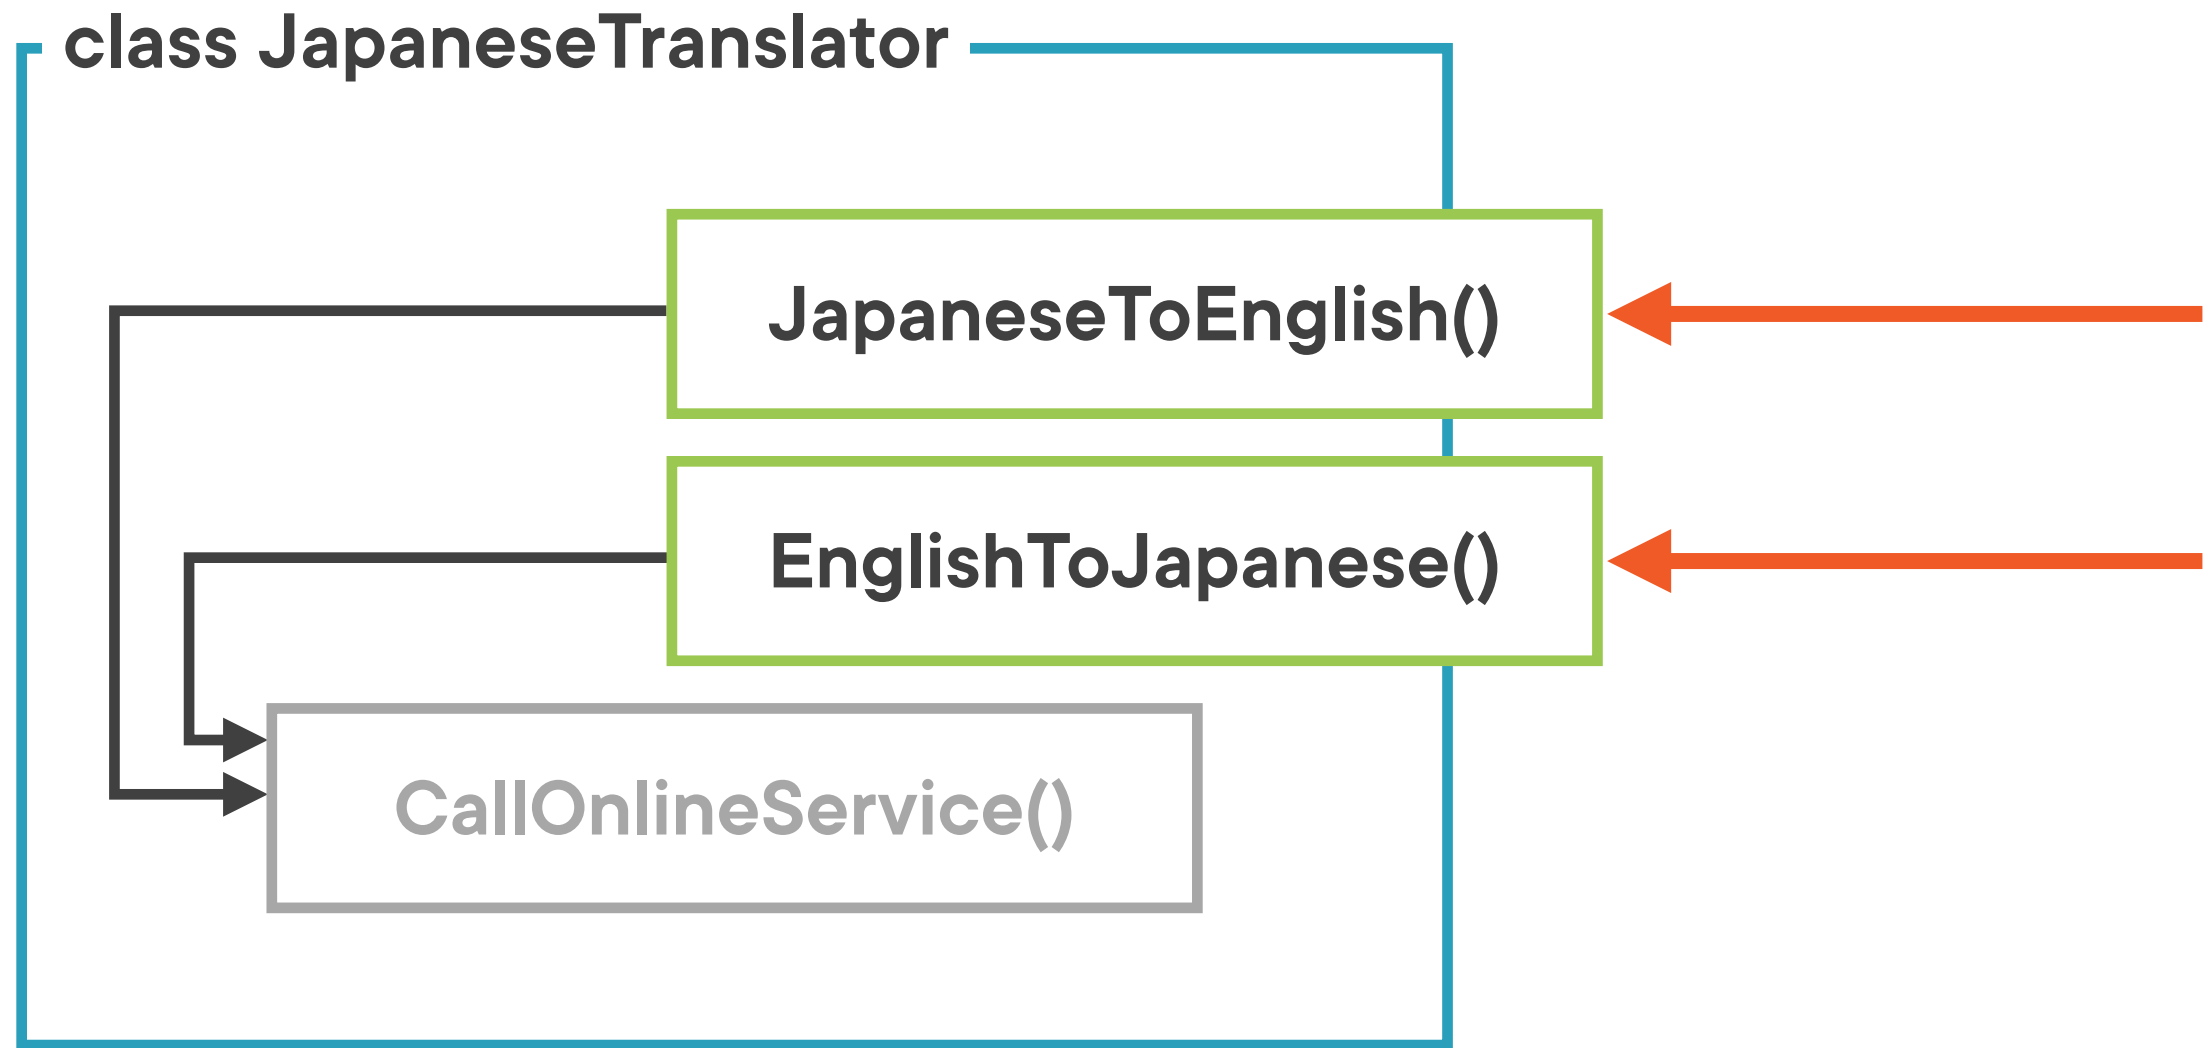 class JapaneseTranslator
JapaneseToEnglish()
EnglishToJapanese()
CallOnlineService()